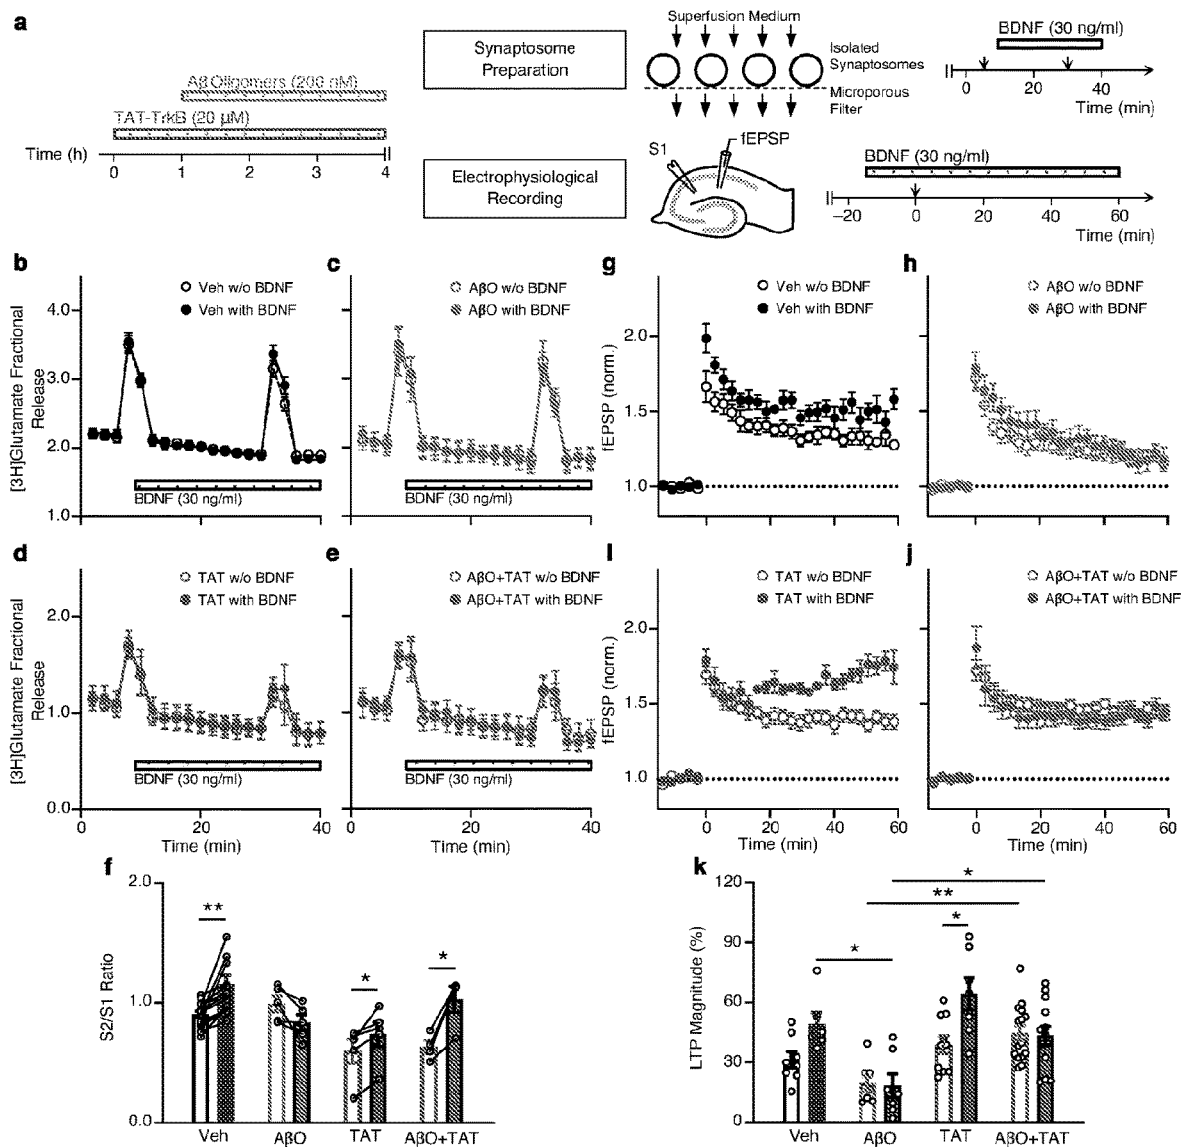 a
AβOligomers (200 nM)
TAT-TrkB (20 µM)
Time (h)
0 1 2 3 4
Synaptosome
Preparation
Superfusion Medium
Isolated
Synaptosomes
Microporous
Filter
BDNF (30 ng/ml)
0 40
Time (min)
Electrophysiological
Recording
S1
fEPSP
BDNF (30 ng/ml)
−20 0 20 40 60
Time (min)
b
Veh w/o BDNF
Veh with BDNF
4.0
3.0
2.0
1.0
[3H]Glutamate Fractional
Release
BDNF (30 ng/ml)
c
AβO w/o BDNF
AβO with BDNF
BDNF (30 ng/ml)
g
Veh w/o BDNF
Veh with BDNF
2.0
1.5
1.0
fEPSP (norm.)
h
AβO w/o BDNF
AβO with BDNF
d
TAT w/o BDNF
TAT with BDNF
2.0
1.0
0.0
[3H]Glutamate Fractional
Release
BDNF (30 ng/ml)
0 20 40
Time (min)
e
AβO+TAT w/o BDNF
AβO+TAT with BDNF
BDNF (30 ng/ml)
0 20 40
Time (min)
I
TAT w/o BDNF
TAT with BDNF
2.0
1.5
1.0
fEPSP (norm.)
0 20 40 60
Time (min)
j
AβO+TAT w/o BDNF
AβO+TAT with BDNF
0 20 40 60
Time (min)
f
2.0
1.0
0.0
S2/S1 Ratio
** * *
Veh AβO TAT AβO+TAT
k
120
90
60
30
0
LTP Magnitude (%)
*
**
*
*
Veh AβO TAT AβO+TAT